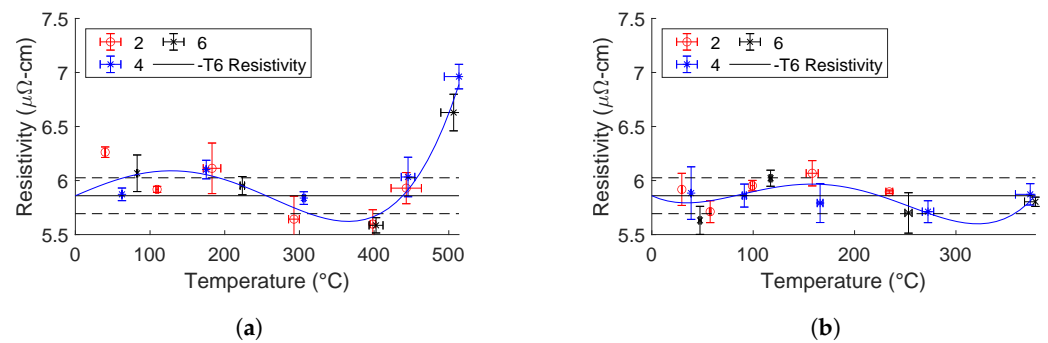 7.5
7
6.5
6
5.5
Resistivity (μΩ-cm)
2 6
4 -T6 Resistivity
0 100 200 300 400 500
Temperature (°C)
(a)
7.5
7
6.5
6
5.5
Resistivity (μΩ-cm)
2 6
4 -T6 Resistivity
0 100 200 300
Temperature (°C)
(b)